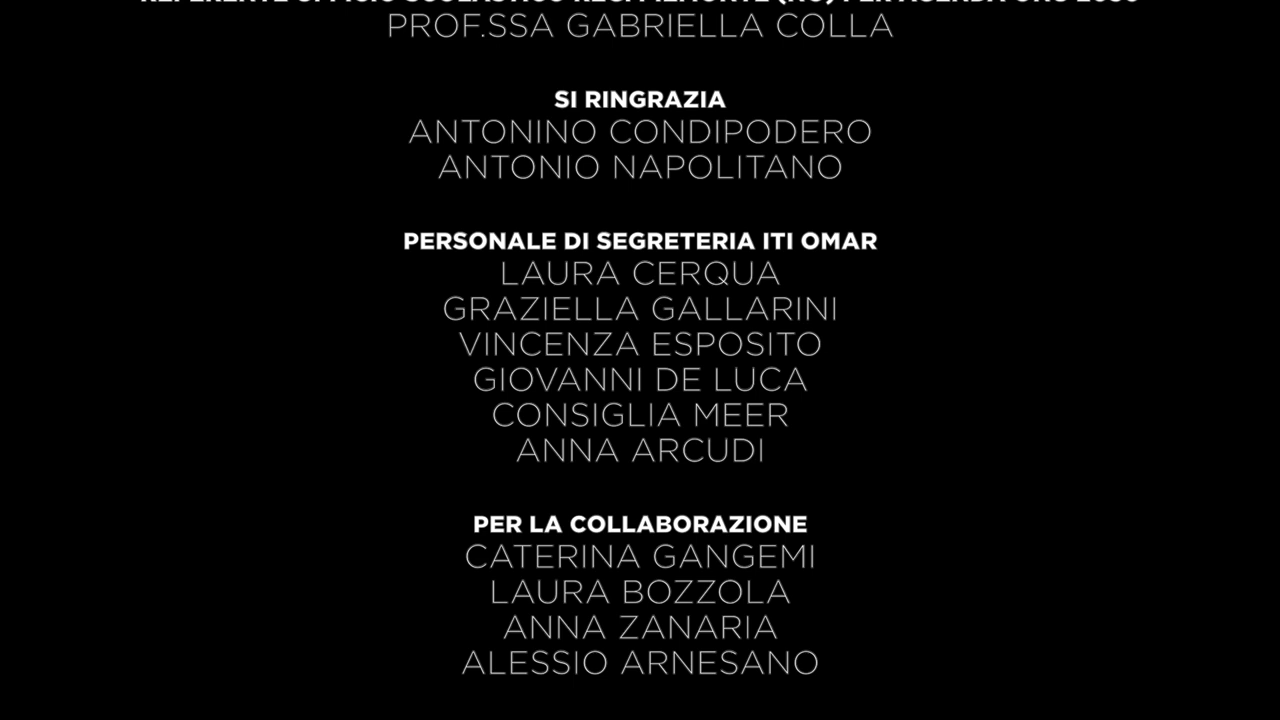 PROF.SSA GABRIELLA COLLA
SI RINGRAZIA
ANTONINO CONDIPODERO
ANTONIO NAPOLITANO
PERSONALE DI SEGRETERIA ITI OMAR
LAURA CERQUA
GRAZIELLA GALLARINI
VINCENZA ESPOSITO
GIOVANNI DE LUCA
CONSIGLIA MEER
ANNA ARCUDI
PER LA COLLABORAZIONE
CATERINA GANGEMI
LAURA BOZZOLA
ANNA ZANARIA
ALESSIO ARNESANO